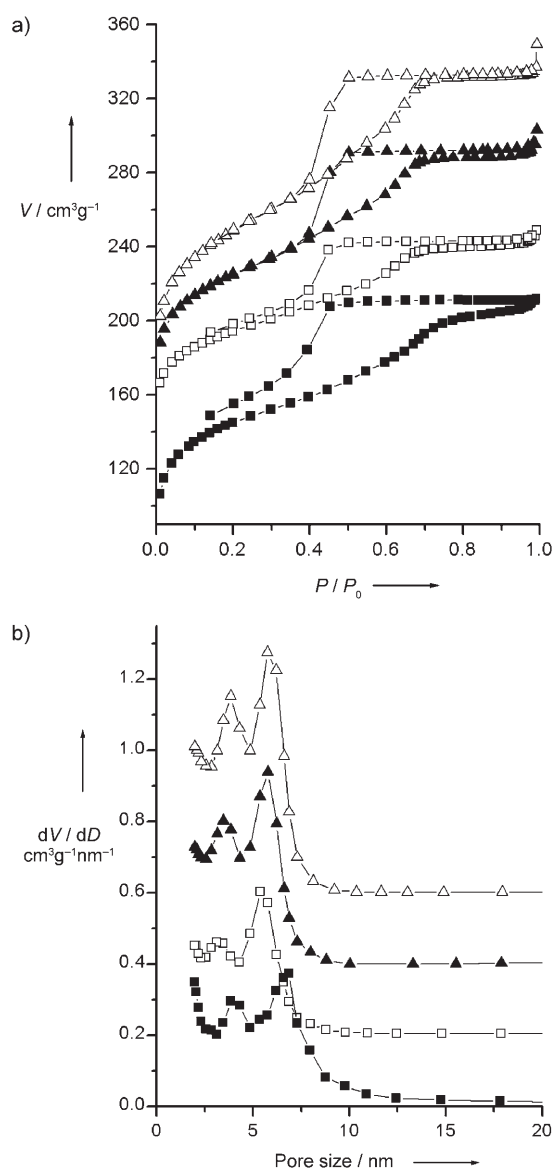 a)
360
320
280
V / cm³g⁻¹
240
200
160
120
0.0 0.2 0.4 0.6 0.8 1.0
P / P₀
b)
1.2
1.0
dV / dD
cm³g⁻¹nm⁻¹
0.8
0.6
0.4
0.2
0.0
0 5 10 15 20
Pore size / nm